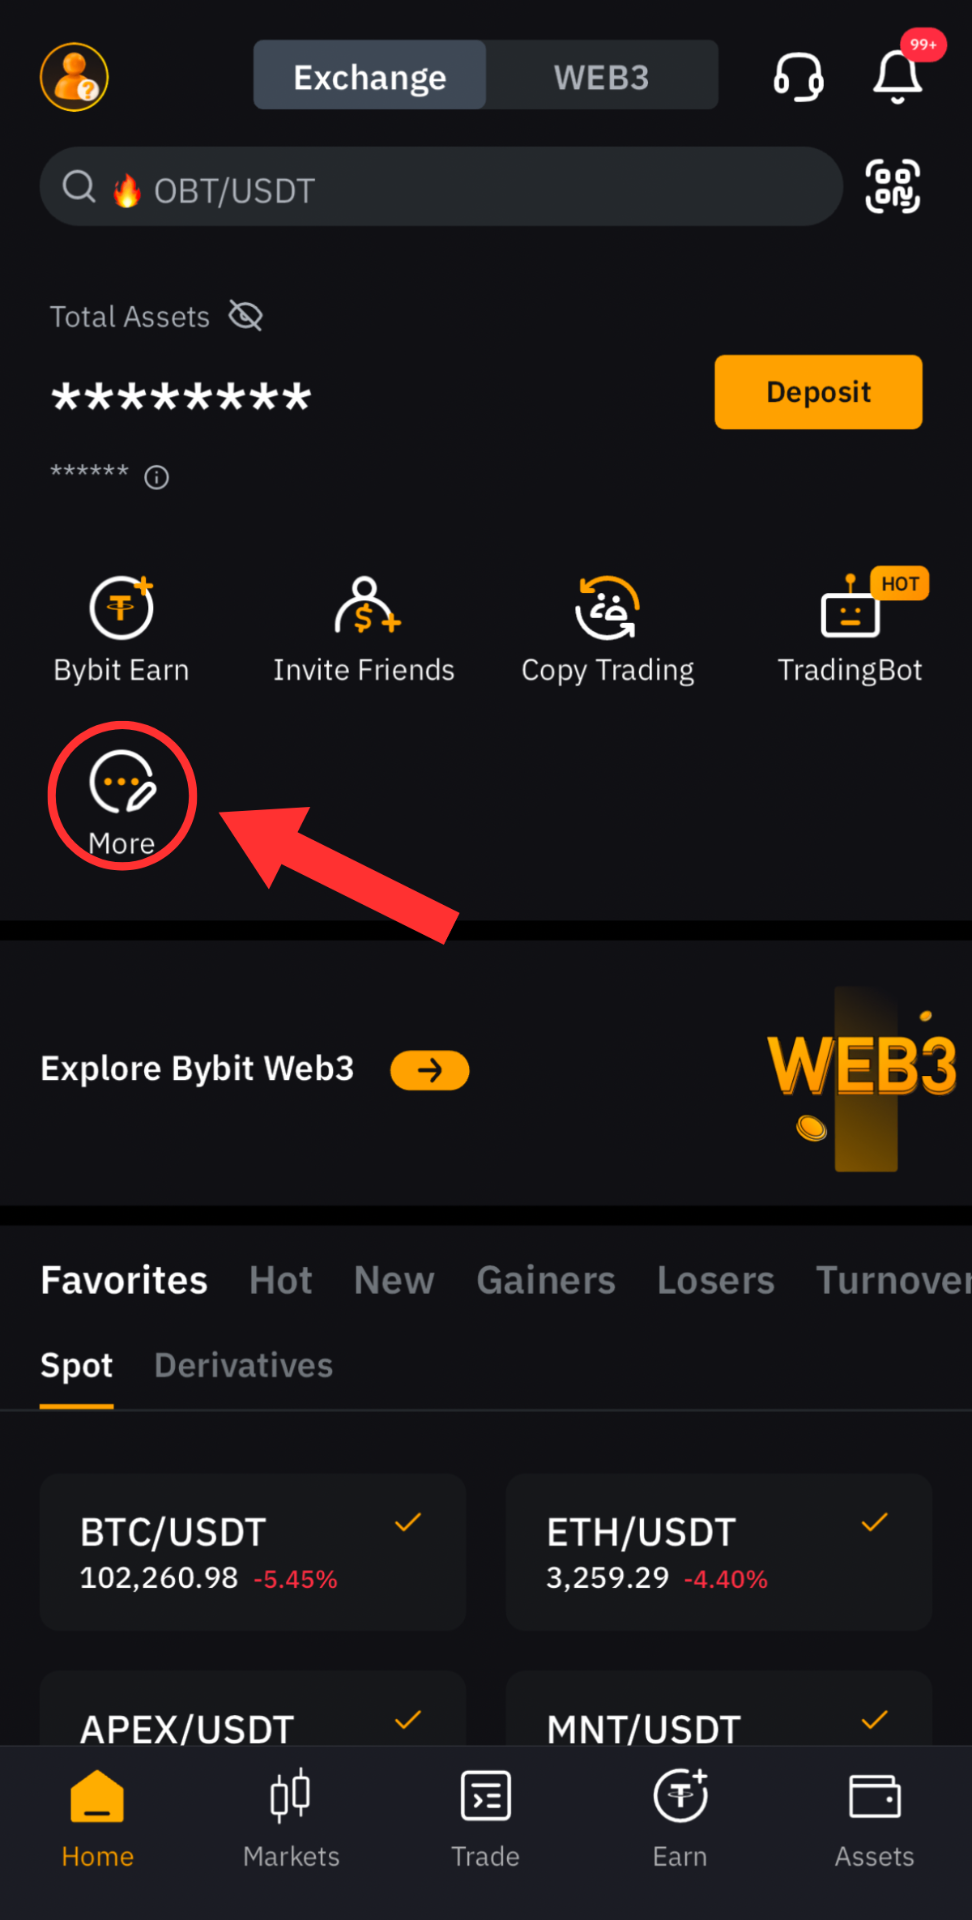 Exchange WEB3 99+
OBT/USDT
Total Assets
********
Deposit
******
HOT
Bybit Earn Invite Friends Copy Trading TradingBot
More
Explore Bybit Web3
WEB3
Favorites Hot New Gainers Losers Turnover
Spot Derivatives
BTC/USDT ETH/USDT
102,260.98 -5.45% 3,259.29 -4.40%
APEX/USDT MNT/USDT
Home Markets Trade Earn Assets